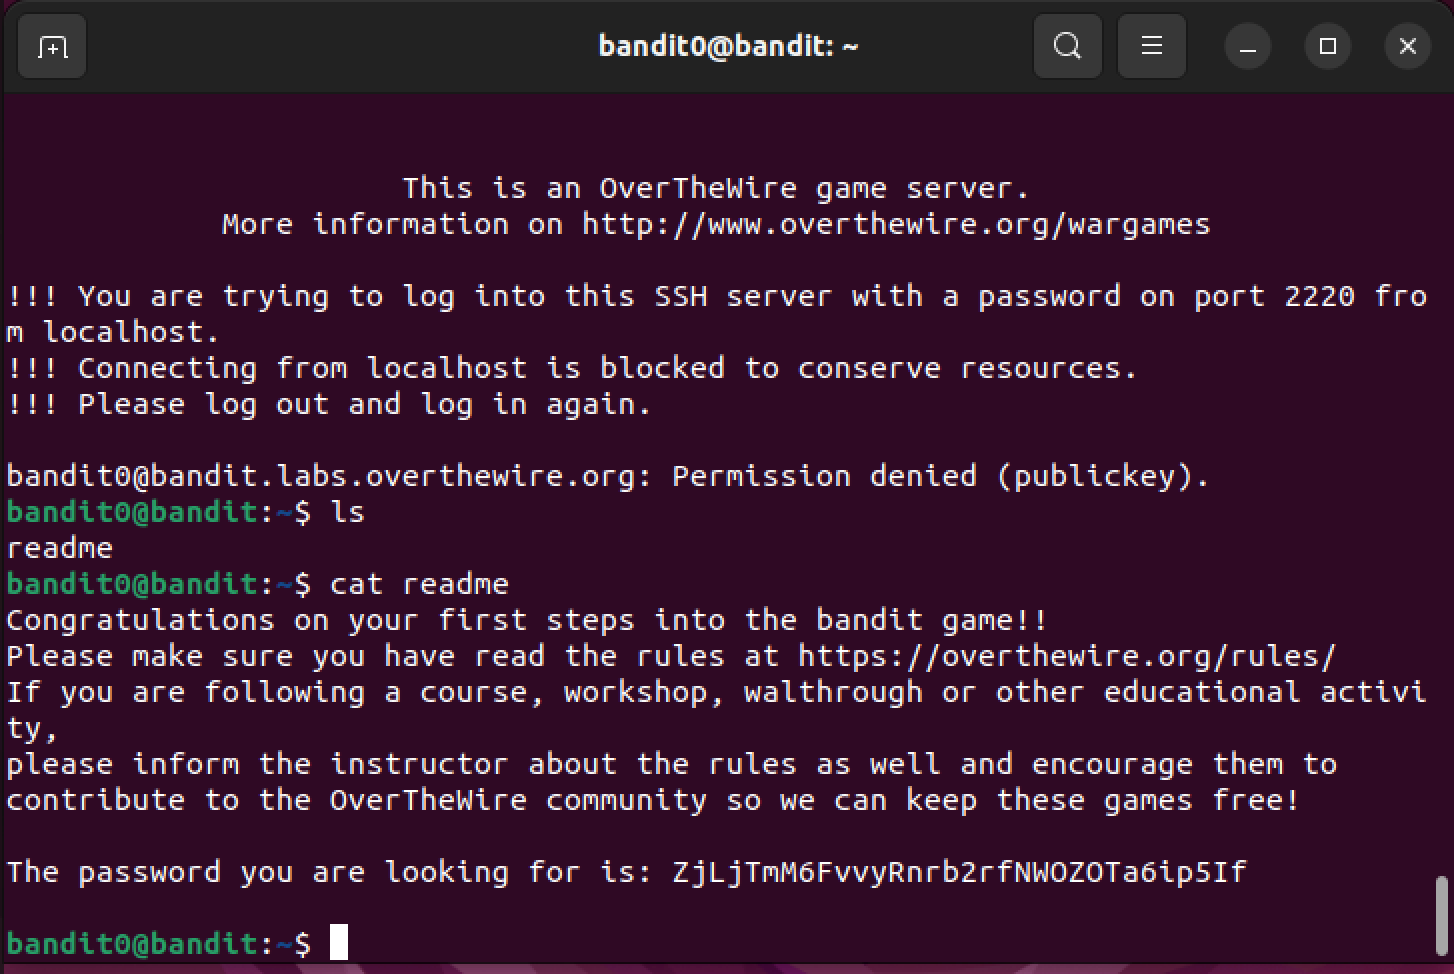 bandit0@bandit: ~
This is an OverTheWire game server.
More information on http://www.overthewire.org/wargames
!!! You are trying to log into this SSH server with a password on port 2220 fro
m localhost.
!!! Connecting from localhost is blocked to conserve resources.
!!! Please log out and log in again.
bandit0@bandit.labs.overthewire.org: Permission denied (publickey).
bandit0@bandit:~$ ls
readme
bandit0@bandit:~$ cat readme
Congratulations on your first steps into the bandit game!!
Please make sure you have read the rules at https://overthewire.org/rules/
If you are following a course, workshop, walthrough or other educational activi
ty,
please inform the instructor about the rules as well and encourage them to
contribute to the OverTheWire community so we can keep these games free!
The password you are looking for is: ZjLjTmM6FvvyRnrb2rfNWOZOTa6ip5If
bandit0@bandit:~$